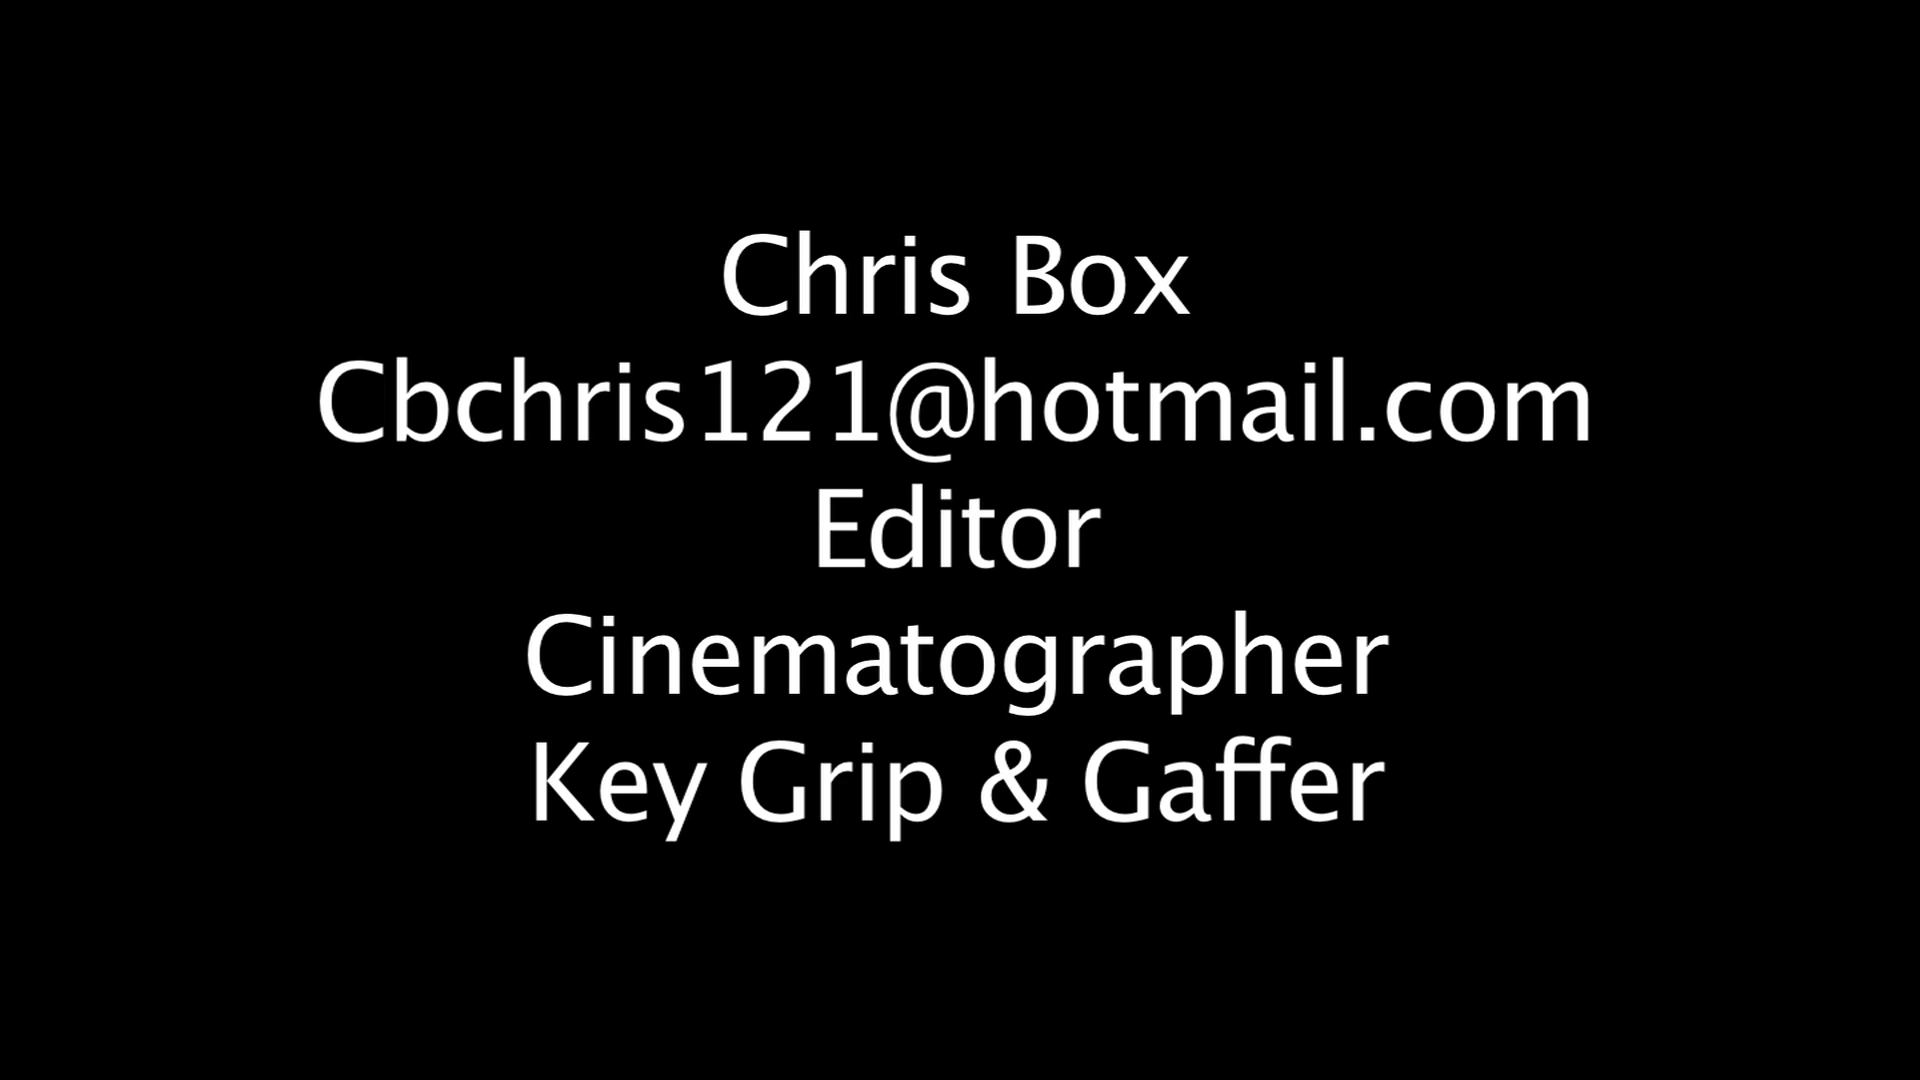 Chris Box
Cbchris121@hotmail.com
Editor
Cinematographer
Key Grip & Gaffer